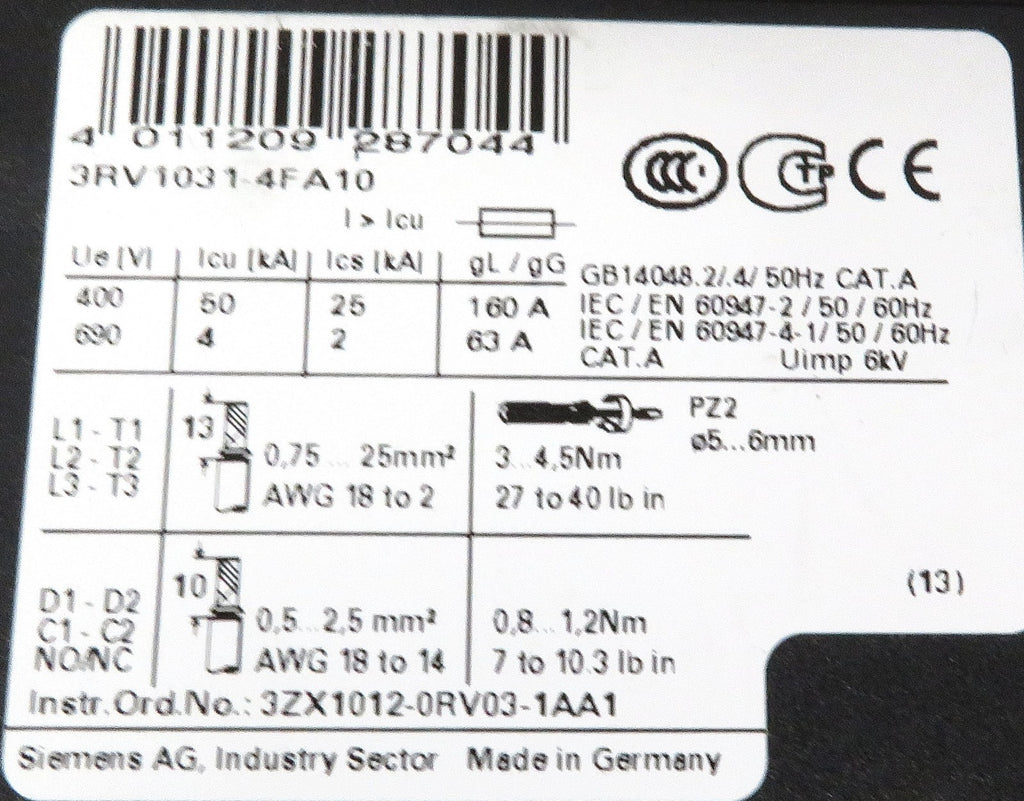 4 011209 287044
3RV1031-4FA10
I > Icu
Ue [V] Icu [kA] Ics [kA] gL / gG
400 50 25 160 A
690 4 2 63 A
CCC CTP CE
GB14048.2/.4/ 50Hz CAT.A
IEC / EN 60947-2 / 50 / 60Hz
IEC / EN 60947-4-1/ 50 / 60Hz
CAT.A Uimp 6kV
L1 - T1
L2 - T2
L3 - T3
13
0,75 ... 25mm²
AWG 18 to 2
PZ2
ø5...6mm
3...4,5Nm
27 to 40 lb in
D1 - D2
C1 - C2
NO/NC
10
0,5...2,5 mm²
AWG 18 to 14
0,8...1,2Nm
7 to 10.3 lb in
(13)
Instr.Ord.No.: 3ZX1012-0RV03-1AA1
Siemens AG, Industry Sector Made in Germany